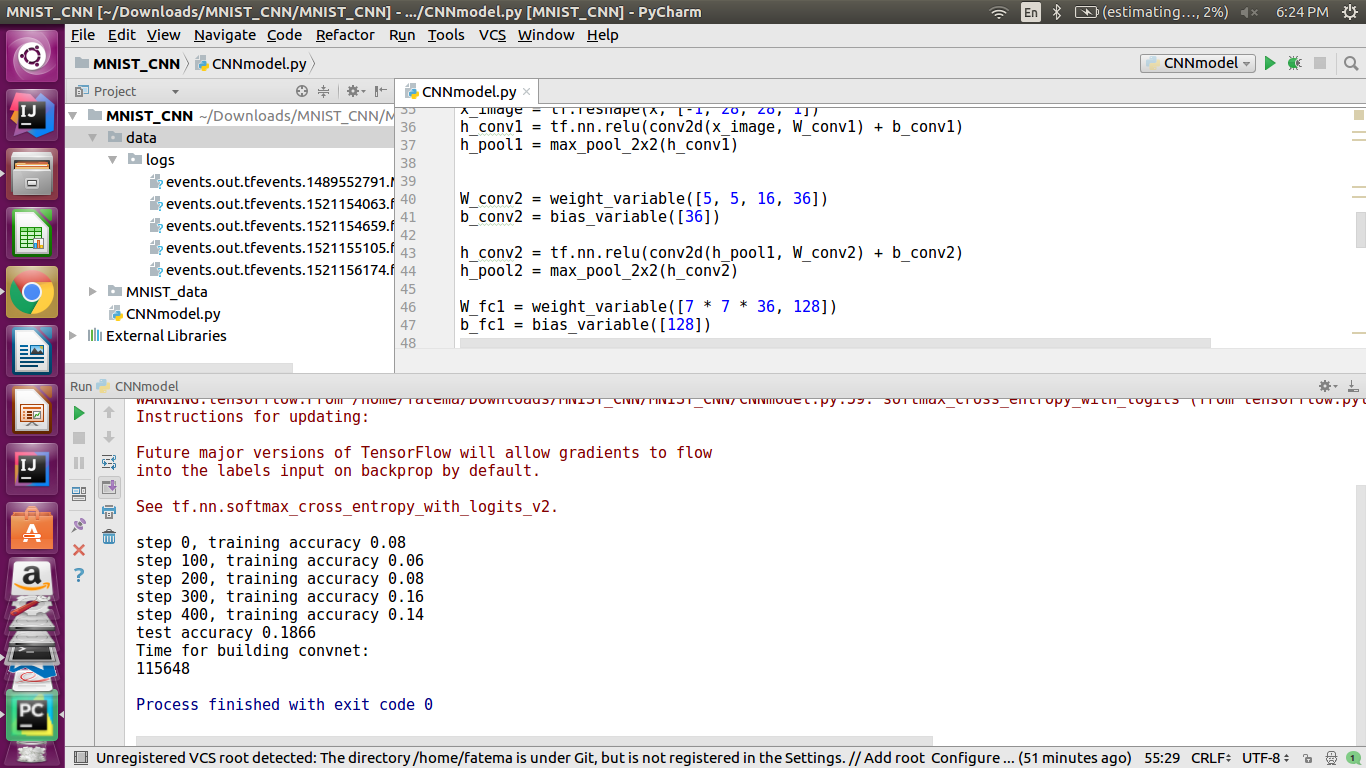 MNIST_CNN [~/Downloads/MNIST_CNN/MNIST_CNN] - .../CNNmodel.py [MNIST_CNN] - PyCharm
En
(estimating..., 2%)
6:24 PM
File Edit View Navigate Code Refactor Run Tools VCS Window Help
MNIST_CNN
CNNmodel.py
CNNmodel
Project
CNNmodel.py
MNIST_CNN ~/Downloads/MNIST_CNN/M
data
logs
events.out.tfevents.1489552791.
events.out.tfevents.1521154063.f
events.out.tfevents.1521154659.f
events.out.tfevents.1521155105.f
events.out.tfevents.1521156174.f
MNIST_data
CNNmodel.py
External Libraries
35 x_image = tf.reshape(x, [-1, 28, 28, 1])
36 h_conv1 = tf.nn.relu(conv2d(x_image, W_conv1) + b_conv1)
37 h_pool1 = max_pool_2x2(h_conv1)
38
39
40 W_conv2 = weight_variable([5, 5, 16, 36])
41 b_conv2 = bias_variable([36])
42
43 h_conv2 = tf.nn.relu(conv2d(h_pool1, W_conv2) + b_conv2)
44 h_pool2 = max_pool_2x2(h_conv2)
45
46 W_fc1 = weight_variable([7 * 7 * 36, 128])
47 b_fc1 = bias_variable([128])
48
Run CNNmodel
WARNING:tensorflow:From /home/fatema/Downloads/MNIST_CNN/MNIST_CNN/CNNmodel.py:59: softmax_cross_entropy_with_logits (from tensorflow.pyt
Instructions for updating:
Future major versions of TensorFlow will allow gradients to flow
into the labels input on backprop by default.
See tf.nn.softmax_cross_entropy_with_logits_v2.
step 0, training accuracy 0.08
step 100, training accuracy 0.06
step 200, training accuracy 0.08
step 300, training accuracy 0.16
step 400, training accuracy 0.14
test accuracy 0.1866
Time for building convnet:
115648
Process finished with exit code 0
Unregistered VCS root detected: The directory /home/fatema is under Git, but is not registered in the Settings. // Add root Configure ... (51 minutes ago)
55:29 CRLF UTF-8
1
IJ
a
IJ
PC